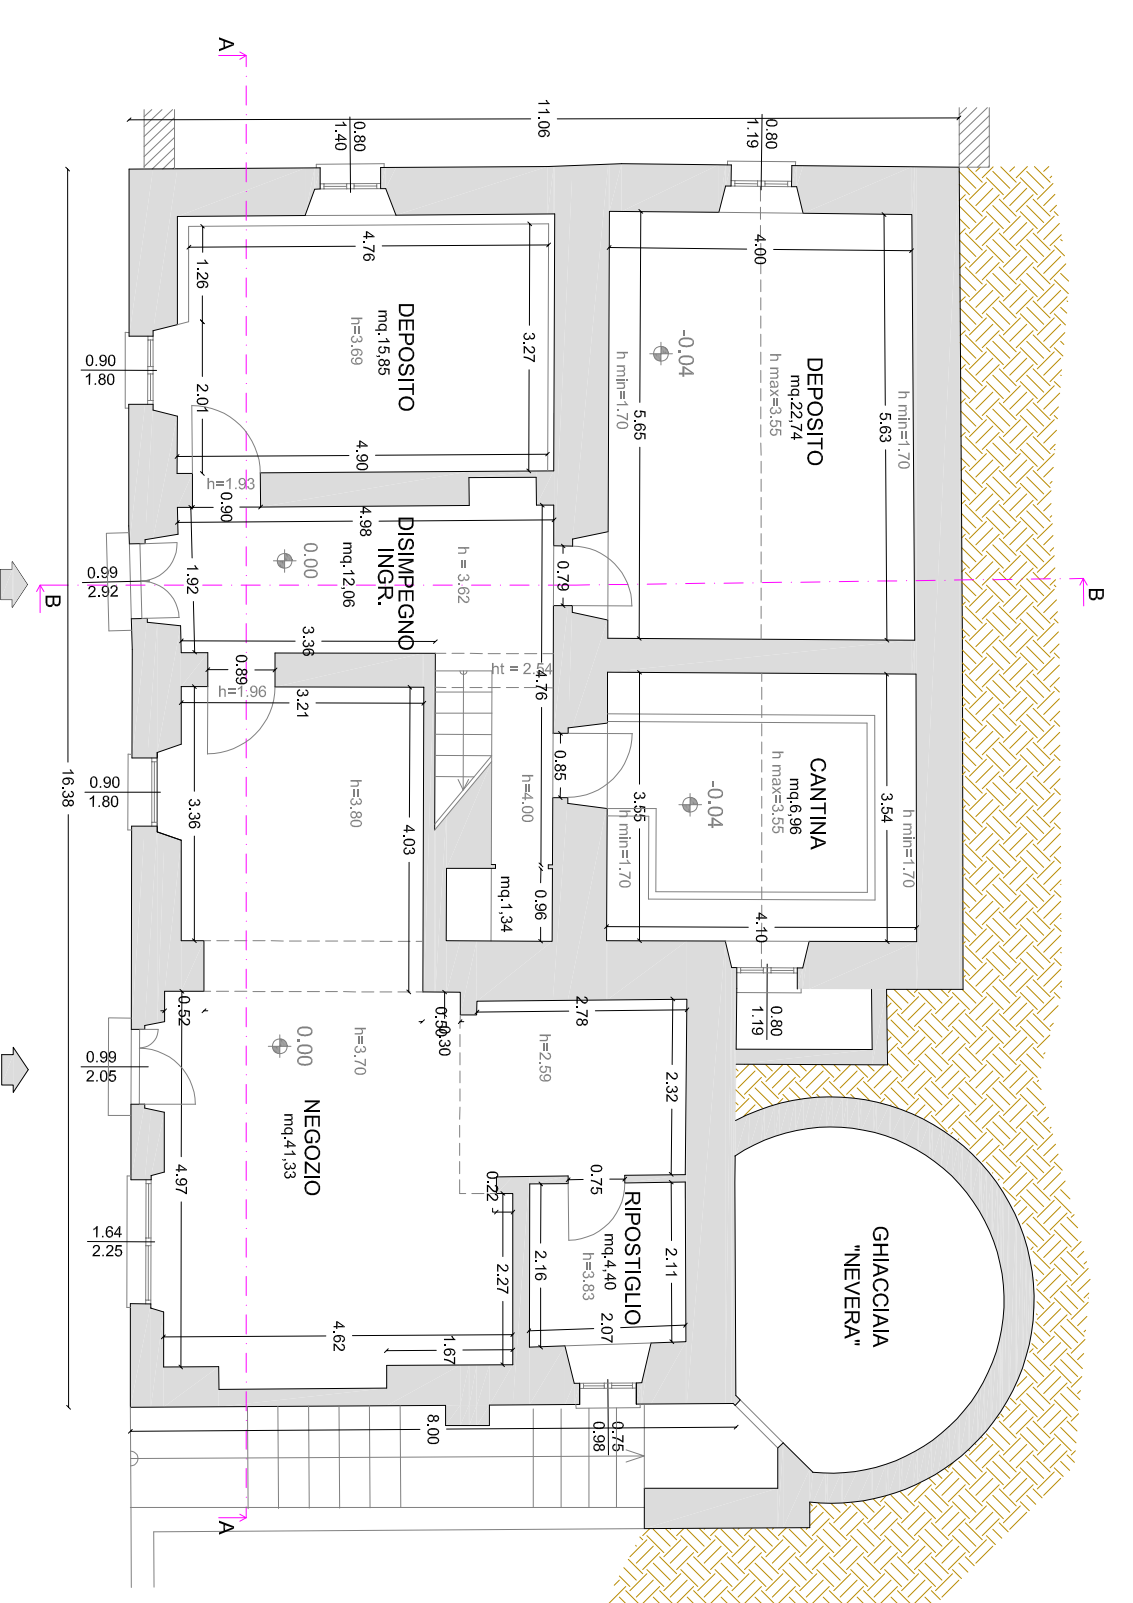 A
11.06
0.80
1.40
0.80
1.19
4.76
1.26
2.01
3.27
DEPOSITO
mq.15,85
h=3.69
4.90
0.90
1.80
4.00
-0.04
DEPOSITO
mq.22,74
h max=3.55
h min=1.70
h min=1.70
5.65
5.63
h=1.93
0.90
4.98
DISIMPEGNO
INGR.
mq.12,06
0.00
h = 3.62
1.92
0.79
0.99
2.92
B
B
3.36
0.89
h=1.96
3.21
ht = 2.54
4.76
0.85
h=4.00
0.96
mq.1,34
CANTINA
mq.6,96
h max=3.55
-0.04
3.55
3.54
h min=1.70
h min=1.70
4.10
0.80
1.19
16.38
0.90
1.80
3.36
h=3.80
4.03
0.52
0.50
0.30
2.78
0.00
h=3.70
h=2.59
2.32
0.99
2.05
NEGOZIO
mq.41,33
4.97
0.22
0.75
RIPOSTIGLIO
mq.4,40
h=3.83
2.16
2.11
2.27
2.07
1.64
2.25
4.62
1.67
GHIACCIAIA
"NEVERA"
8.00
0.75
0.98
A